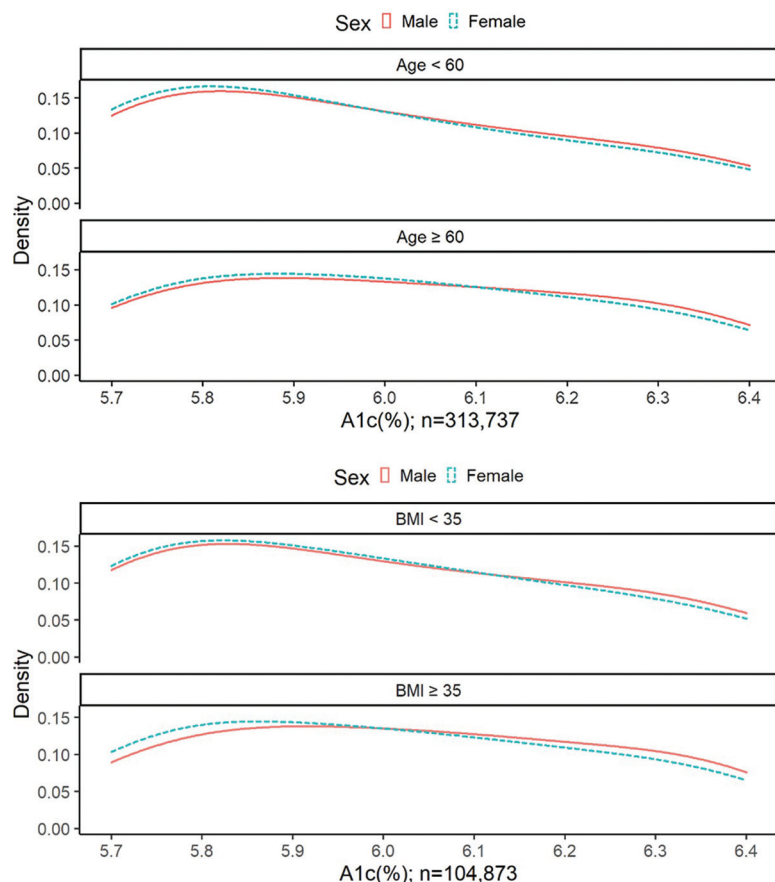 Sex Male Female
Age < 60
0.15
0.10
0.05
0.00
Age ≥ 60
0.15
0.10
0.05
0.00
Density
5.7 5.8 5.9 6.0 6.1 6.2 6.3 6.4
A1c(%); n=313,737
Sex Male Female
BMI < 35
0.15
0.10
0.05
0.00
BMI ≥ 35
0.15
0.10
0.05
0.00
Density
5.7 5.8 5.9 6.0 6.1 6.2 6.3 6.4
A1c(%); n=104,873